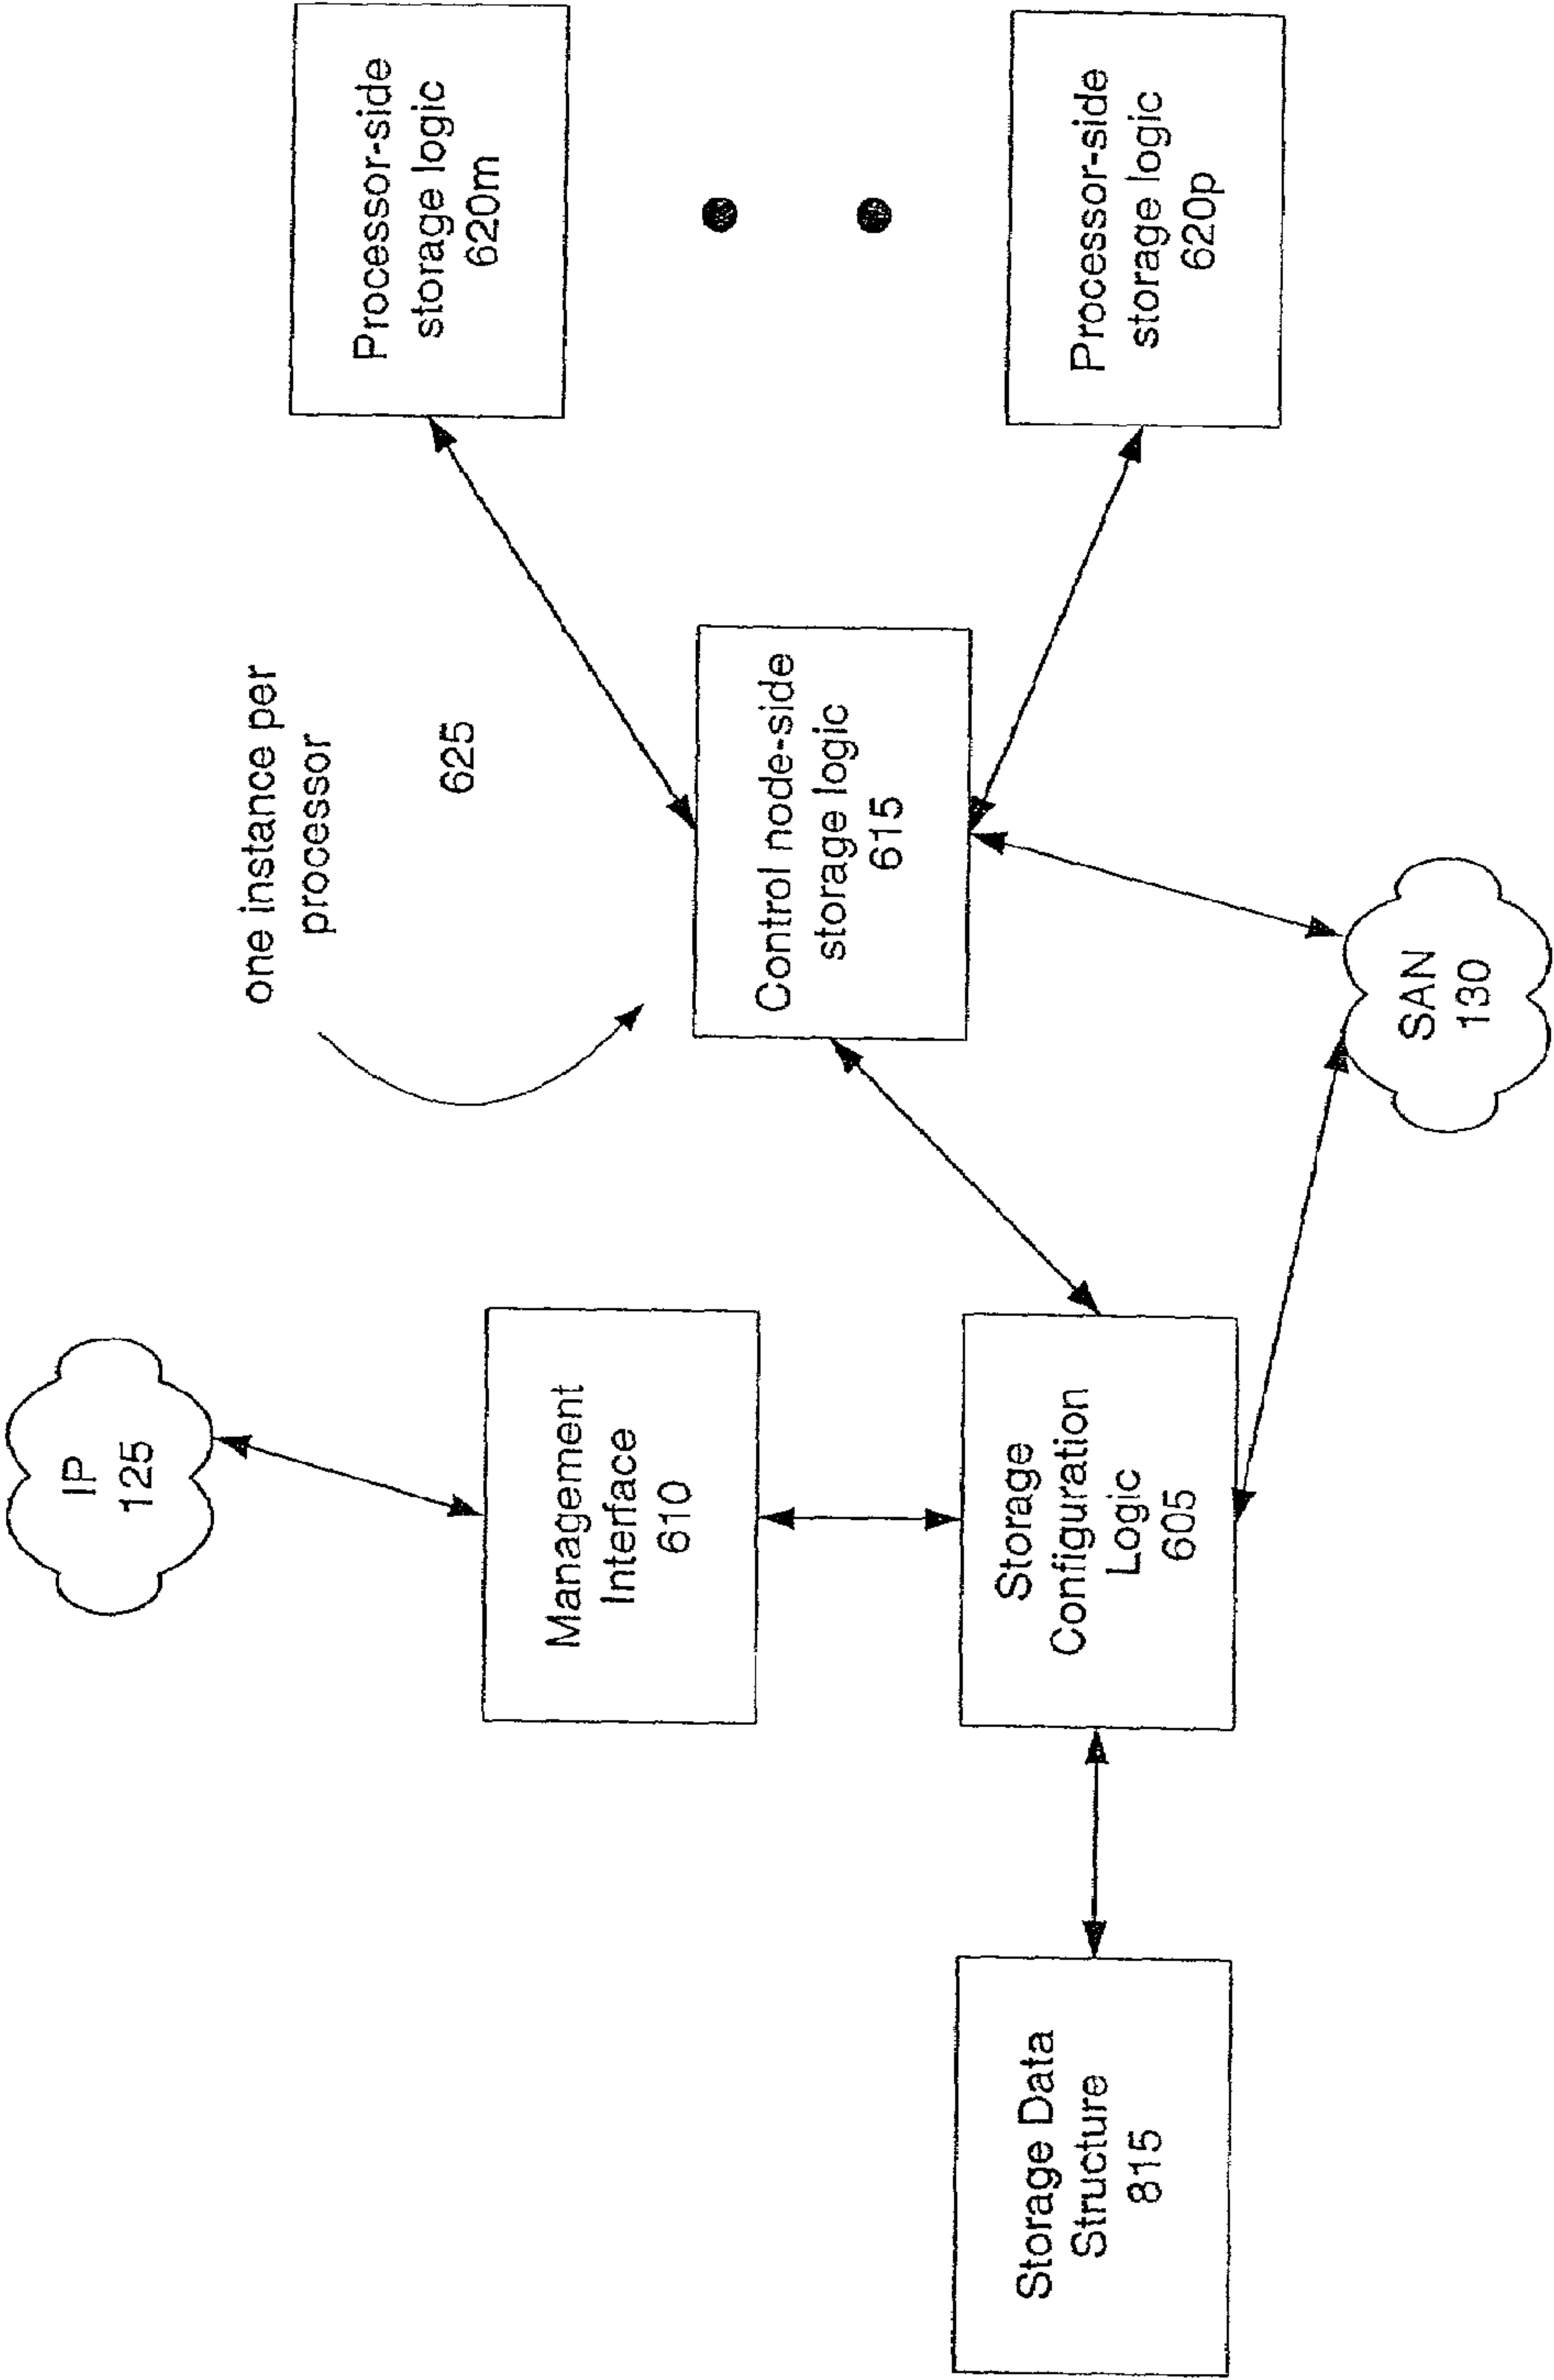 IP
125
one instance per
processor
625
Processor-side
storage logic
620m
Management
Interface
610
Control node-side
storage logic
615
Storage Data
Structure
815
Storage
Configuration
Logic
605
Processor-side
storage logic
620p
SAN
130